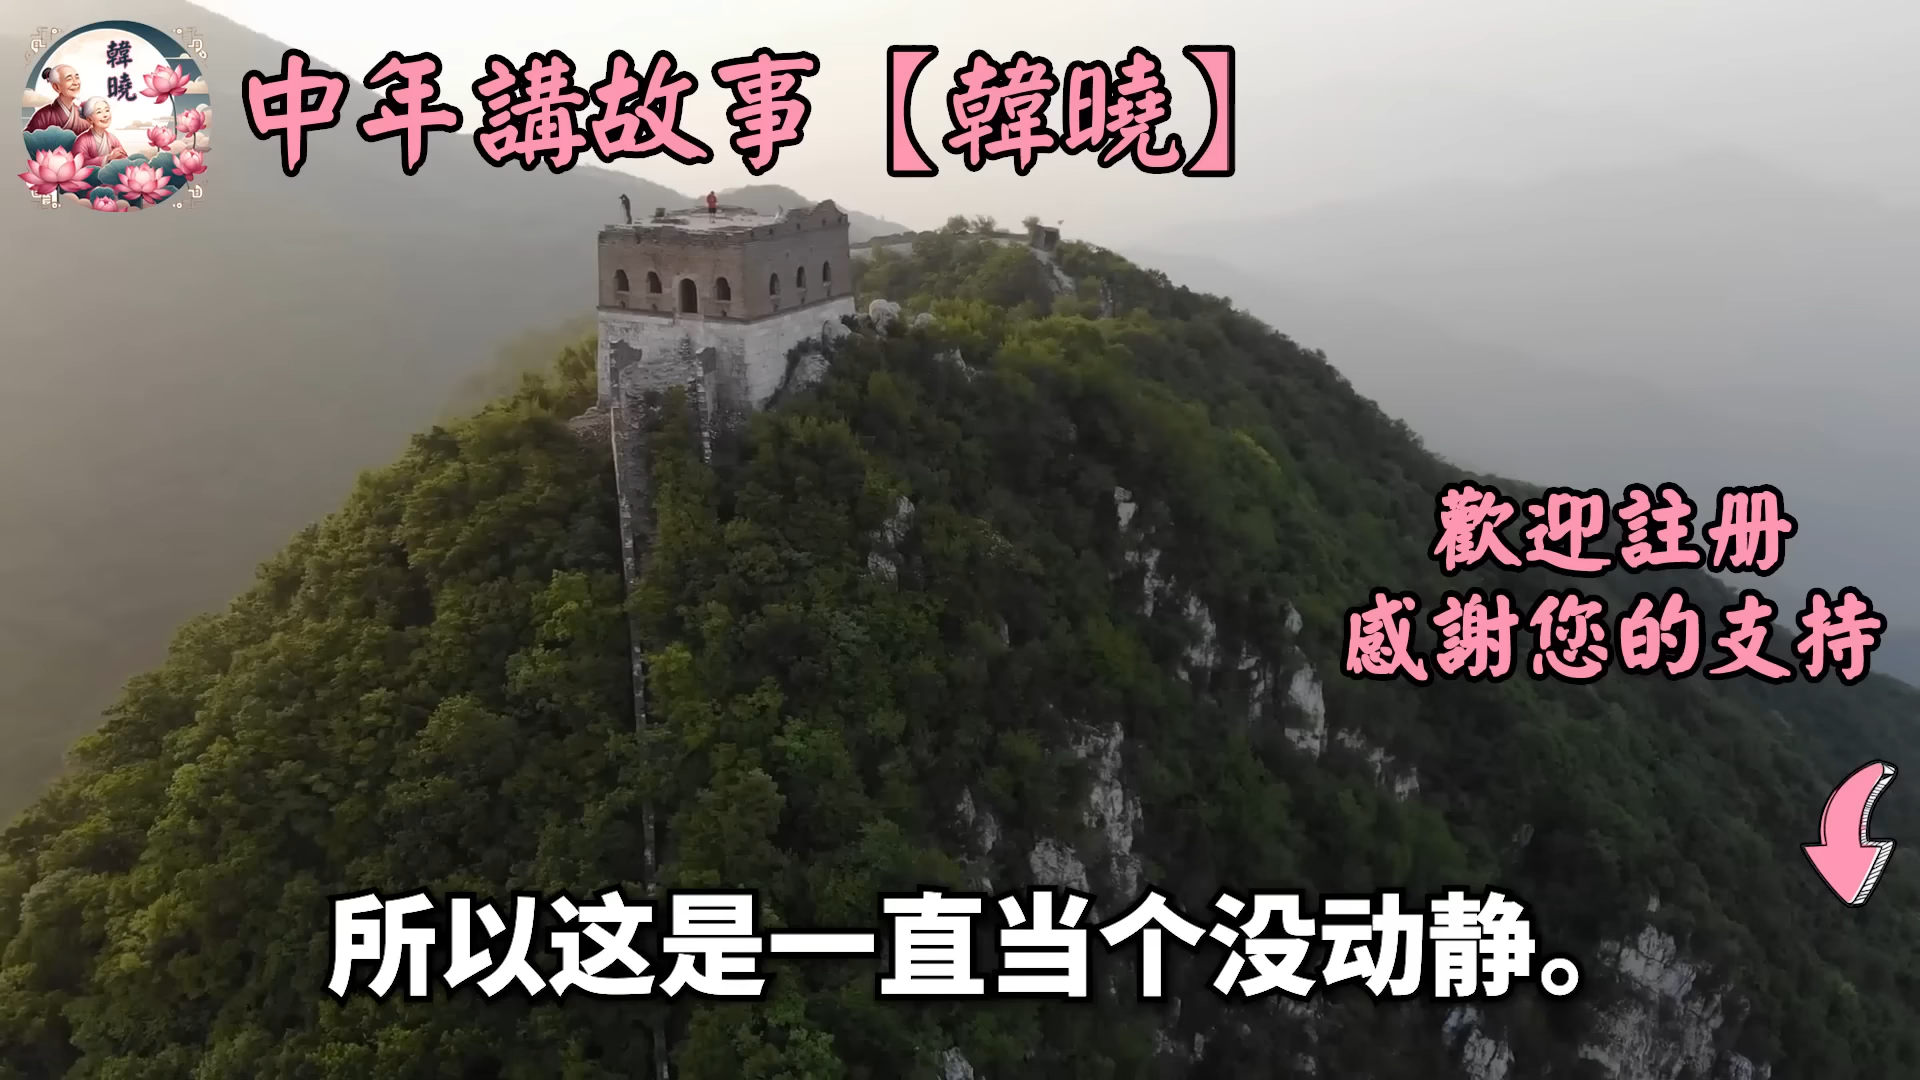 韓
曉
中年講故事【韓曉】
歡迎註册
感謝您的支持
所以这是一直当个没动静。